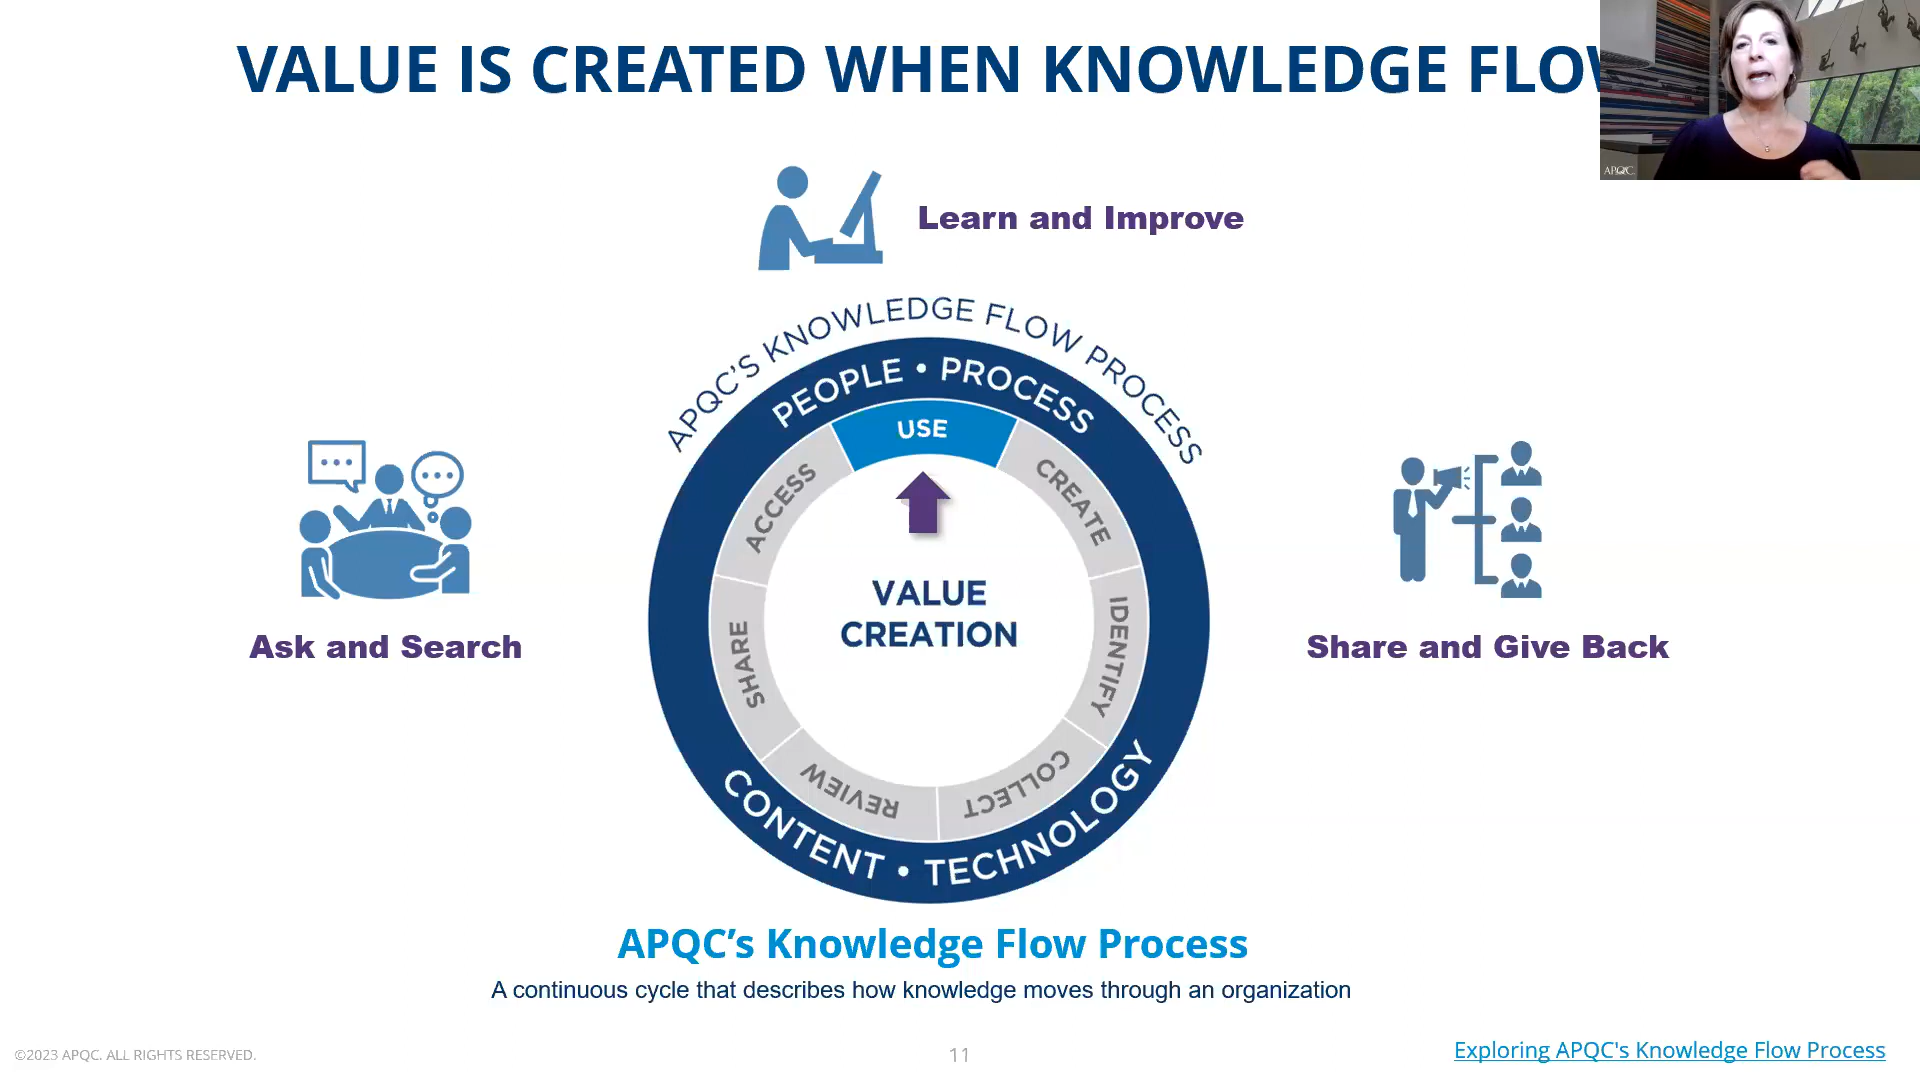 VALUE IS CREATED WHEN KNOWLEDGE
APQC
Learn and Improve
APQC'S KNOWLEDGE FLOW PROCESS
PEOPLE • PROCESS
USE
ACCESS
CREATE
VALUE
CREATION
SHARE
IDENTIFY
REVIEW
COLLECT
CONTENT • TECHNOLOGY
Ask and Search
Share and Give Back
APQC’s Knowledge Flow Process
A continuous cycle that describes how knowledge moves through an organization
©2023 APQC. ALL RIGHTS RESERVED.
11
Exploring APQC's Knowledge Flow Process